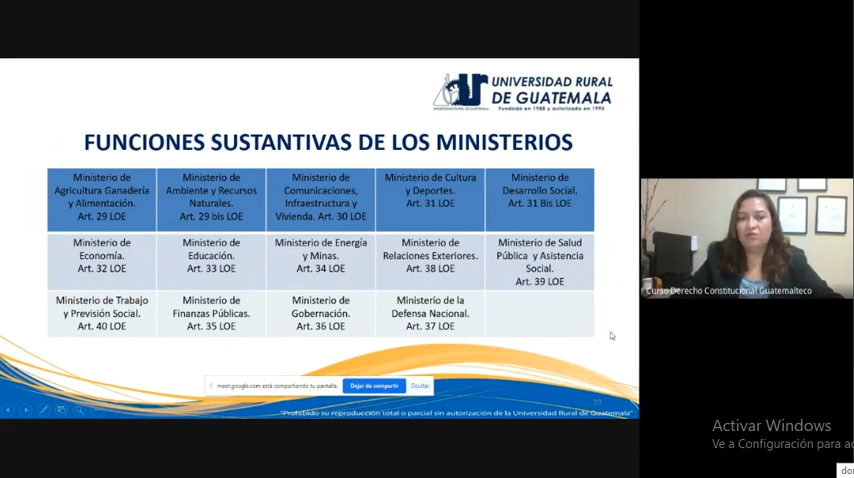 UNIVERSIDAD RURAL
DE GUATEMALA
Fundada en 1988 y autorizada en 1995
FUNCIONES SUSTANTIVAS DE LOS MINISTERIOS
Ministerio de
Agricultura Ganadería
y Alimentación.
Art. 29 LOE
Ministerio de
Ambiente y Recursos
Naturales.
Art. 29 bis LOE
Ministerio de
Comunicaciones,
Infraestructura y
Vivienda. Art. 30 LOE
Ministerio de Cultura
y Deportes.
Art. 31 LOE
Ministerio de
Desarrollo Social.
Art. 31 Bis LOE
Ministerio de
Economía.
Art. 32 LOE
Ministerio de
Educación.
Art. 33 LOE
Ministerio de Energía
y Minas.
Art. 34 LOE
Ministerio de
Relaciones Exteriores.
Art. 38 LOE
Ministerio de Salud
Pública y Asistencia
Social.
Art. 39 LOE
Ministerio de Trabajo
y Previsión Social.
Art. 40 LOE
Ministerio de
Finanzas Públicas.
Art. 35 LOE
Ministerio de
Gobernación.
Art. 36 LOE
Ministerio de la
Defensa Nacional.
Art. 37 LOE
meet.google.com está compartiendo tu pantalla.
Dejar de compartir
Ocultar
20
"Prohibido su reproducción total o parcial sin autorización de la Universidad Rural de Guatemala"
Curso Derecho Constitucional Guatemalteco
Activar Windows
Ve a Configuración para ac
do